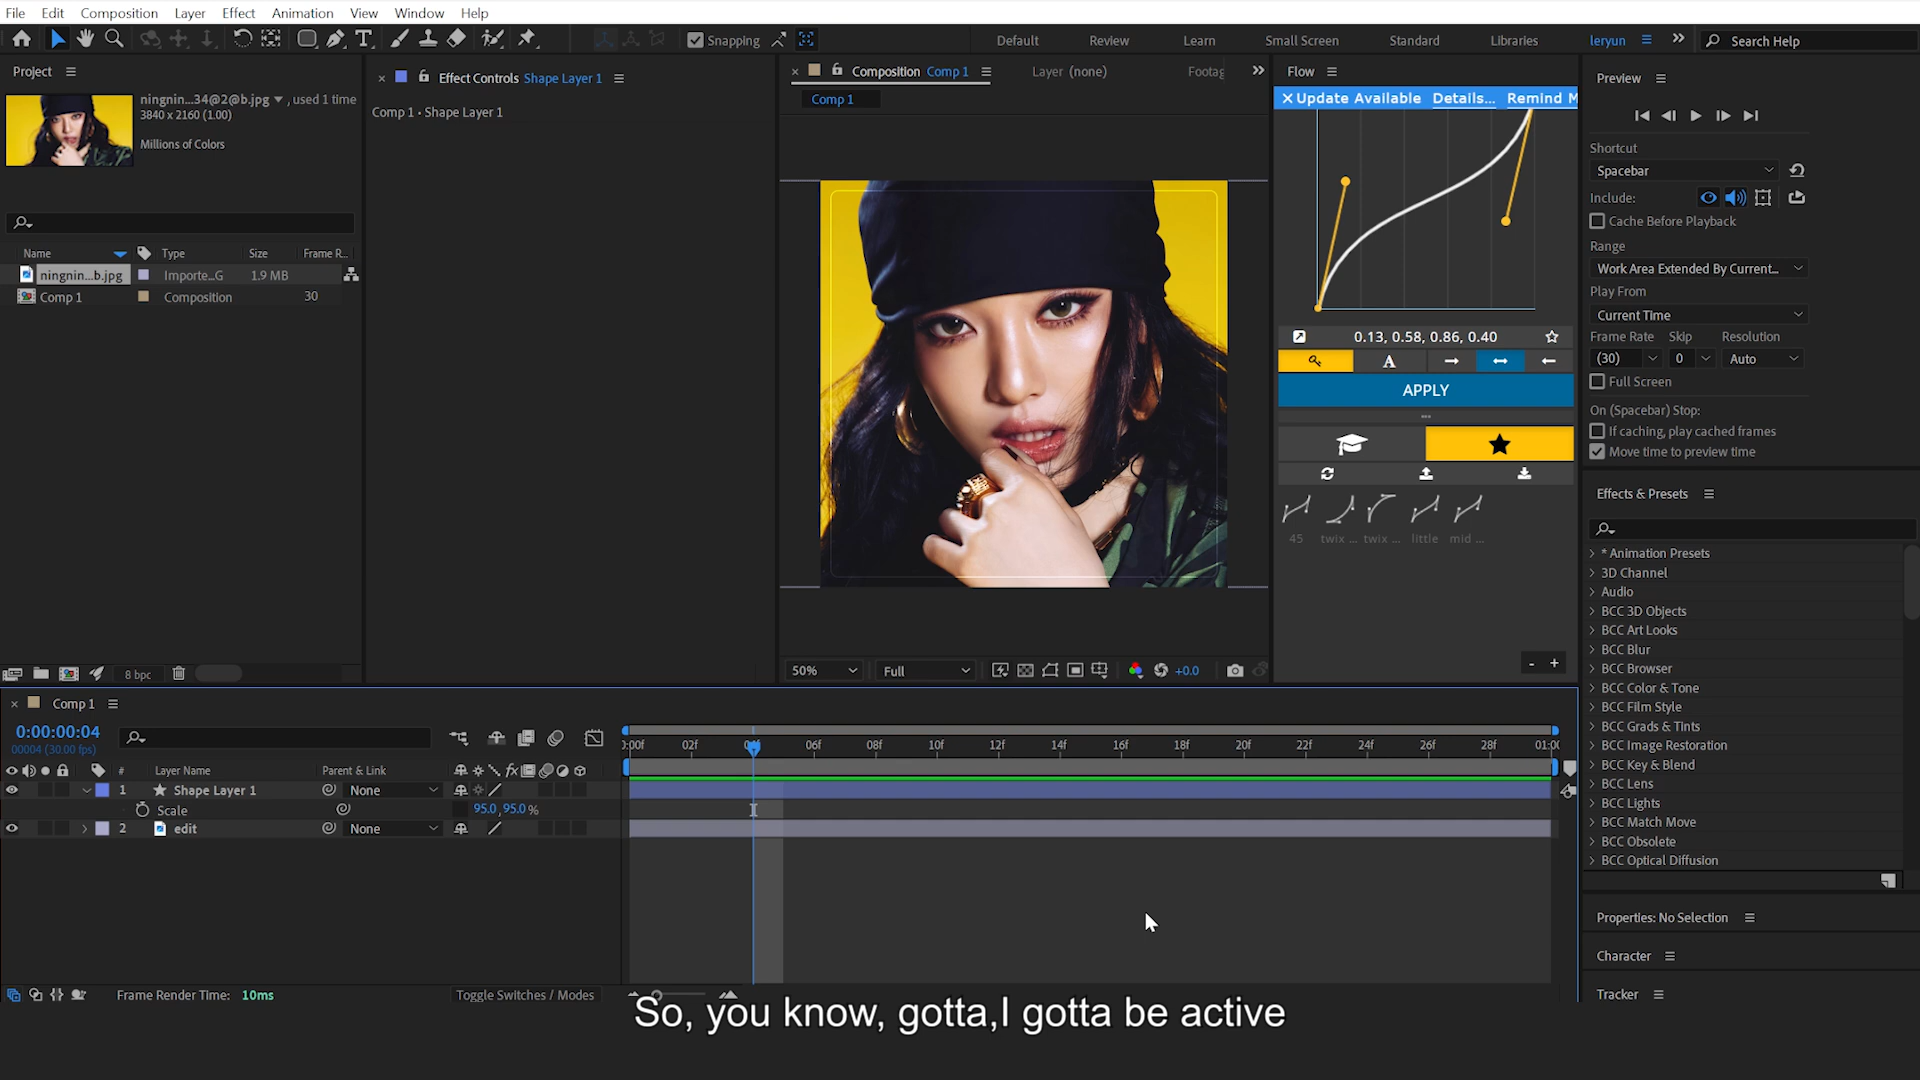 File Edit Composition Layer Effect Animation View Window Help
Snapping
Default Review Learn Small Screen Standard Libraries leryun Search Help
Project
ningnin...34@2@b.jpg , used 1 time
3840 x 2160 (1.00)
Millions of Colors
Name Type Size Frame R...
ningnin...b.jpg Importe...G 1.9 MB
Comp 1 Composition 30
8 bpc
Effect Controls Shape Layer 1
Comp 1 • Shape Layer 1
Composition Comp 1 Layer (none) Footag
Comp 1
50% Full +0.0
Flow
Update Available Details... Remind M
0.13, 0.58, 0.86, 0.40
A
APPLY
45 twix ... twix ... little mid ...
- +
Preview
Shortcut
Spacebar
Include:
Cache Before Playback
Range
Work Area Extended By Current...
Play From
Current Time
Frame Rate Skip Resolution
(30) 0 Auto
Full Screen
On (Spacebar) Stop:
If caching, play cached frames
Move time to preview time
Effects & Presets
* Animation Presets
3D Channel
Audio
BCC 3D Objects
BCC Art Looks
BCC Blur
BCC Browser
BCC Color & Tone
BCC Film Style
BCC Grads & Tints
BCC Image Restoration
BCC Key & Blend
BCC Lens
BCC Lights
BCC Match Move
BCC Obsolete
BCC Optical Diffusion
Properties: No Selection
Character
Tracker
Comp 1
0:00:00:04
00004 (30.00 fps)
:00f 02f 04f 06f 08f 10f 12f 14f 16f 18f 20f 22f 24f 26f 28f 01:00
# Layer Name Parent & Link
1 Shape Layer 1 None
Scale 95.0, 95.0 %
2 edit None
Frame Render Time: 10ms Toggle Switches / Modes
So, you know, gotta,I gotta be active